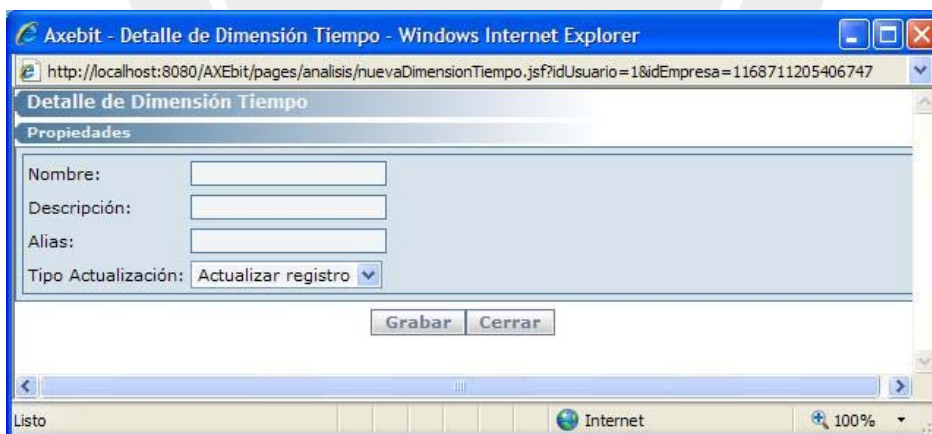 Axebit - Detalle de Dimensión Tiempo - Windows Internet Explorer
http://localhost:8080/AXEbit/pages/analisis/nuevaDimensionTiempo.jsf?idUsuario=1&idEmpresa=1168711205406747
Detalle de Dimensión Tiempo
Propiedades
Nombre:
Descripción:
Alias:
Tipo Actualización: Actualizar registro
Grabar Cerrar
Listo Internet 100%